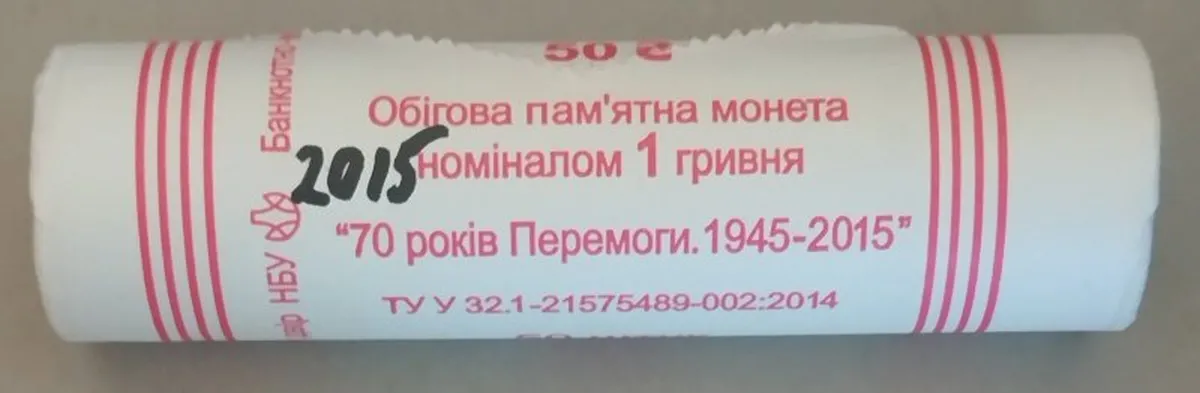 50 ₴
Обігова пам'ятна монета
номіналом 1 гривня
“70 років Перемоги.1945-2015”
ТУ У 32.1-21575489-002:2014
2015
НБУ